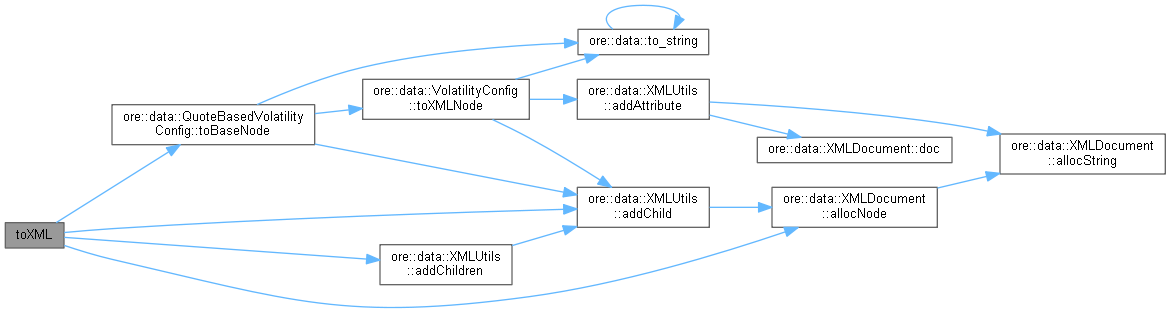 ore::data::to_string
ore::data::VolatilityConfig
::toXMLNode
ore::data::XMLUtils
::addAttribute
ore::data::QuoteBasedVolatility
Config::toBaseNode
ore::data::XMLDocument::doc
ore::data::XMLDocument
::allocString
ore::data::XMLUtils
::addChild
ore::data::XMLDocument
::allocNode
toXML
ore::data::XMLUtils
::addChildren